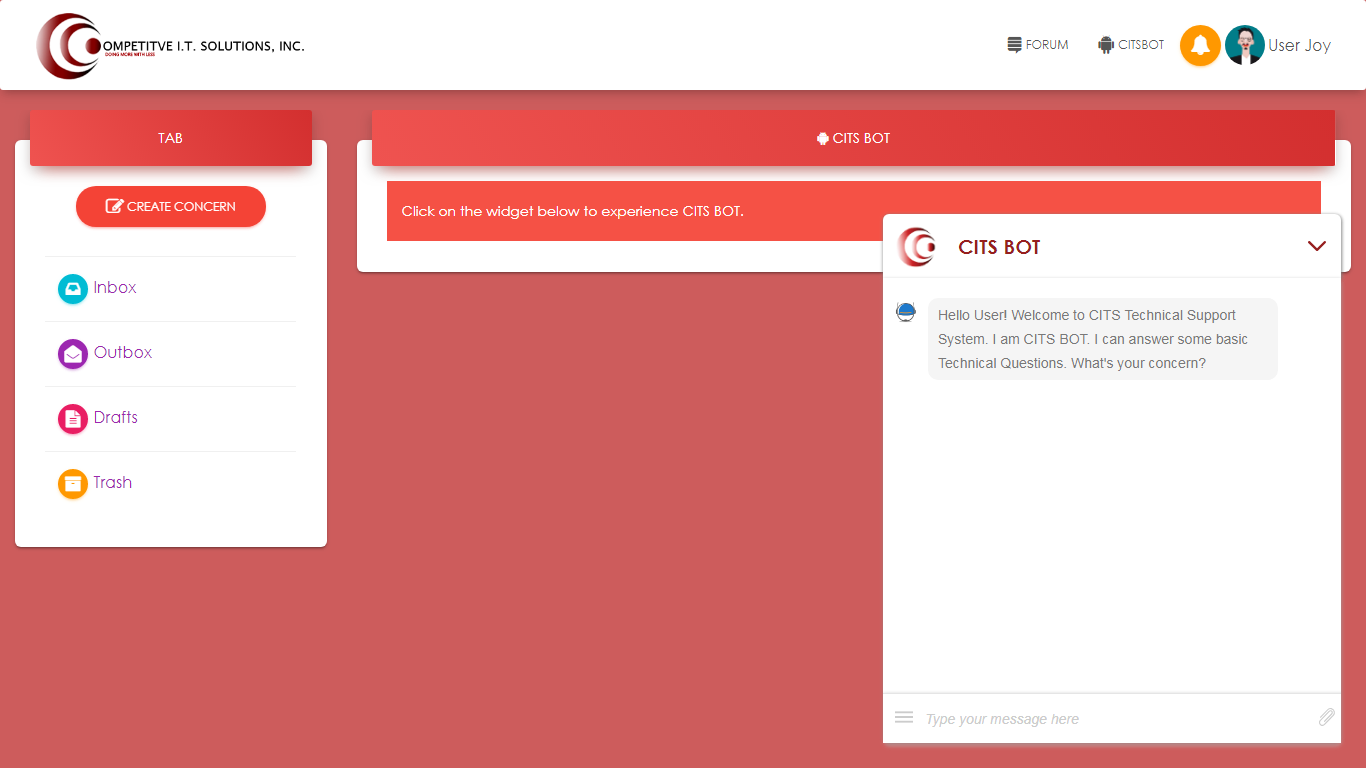 OMPETITVE I.T. SOLUTIONS, INC.
DOING MORE WITH LESS
FORUM
CITSBOT
User Joy
TAB
CREATE CONCERN
Inbox
Outbox
Drafts
Trash
CITS BOT
Click on the widget below to experience CITS BOT.
CITS BOT
Hello User! Welcome to CITS Technical Support
System. I am CITS BOT. I can answer some basic
Technical Questions. What's your concern?
Type your message here